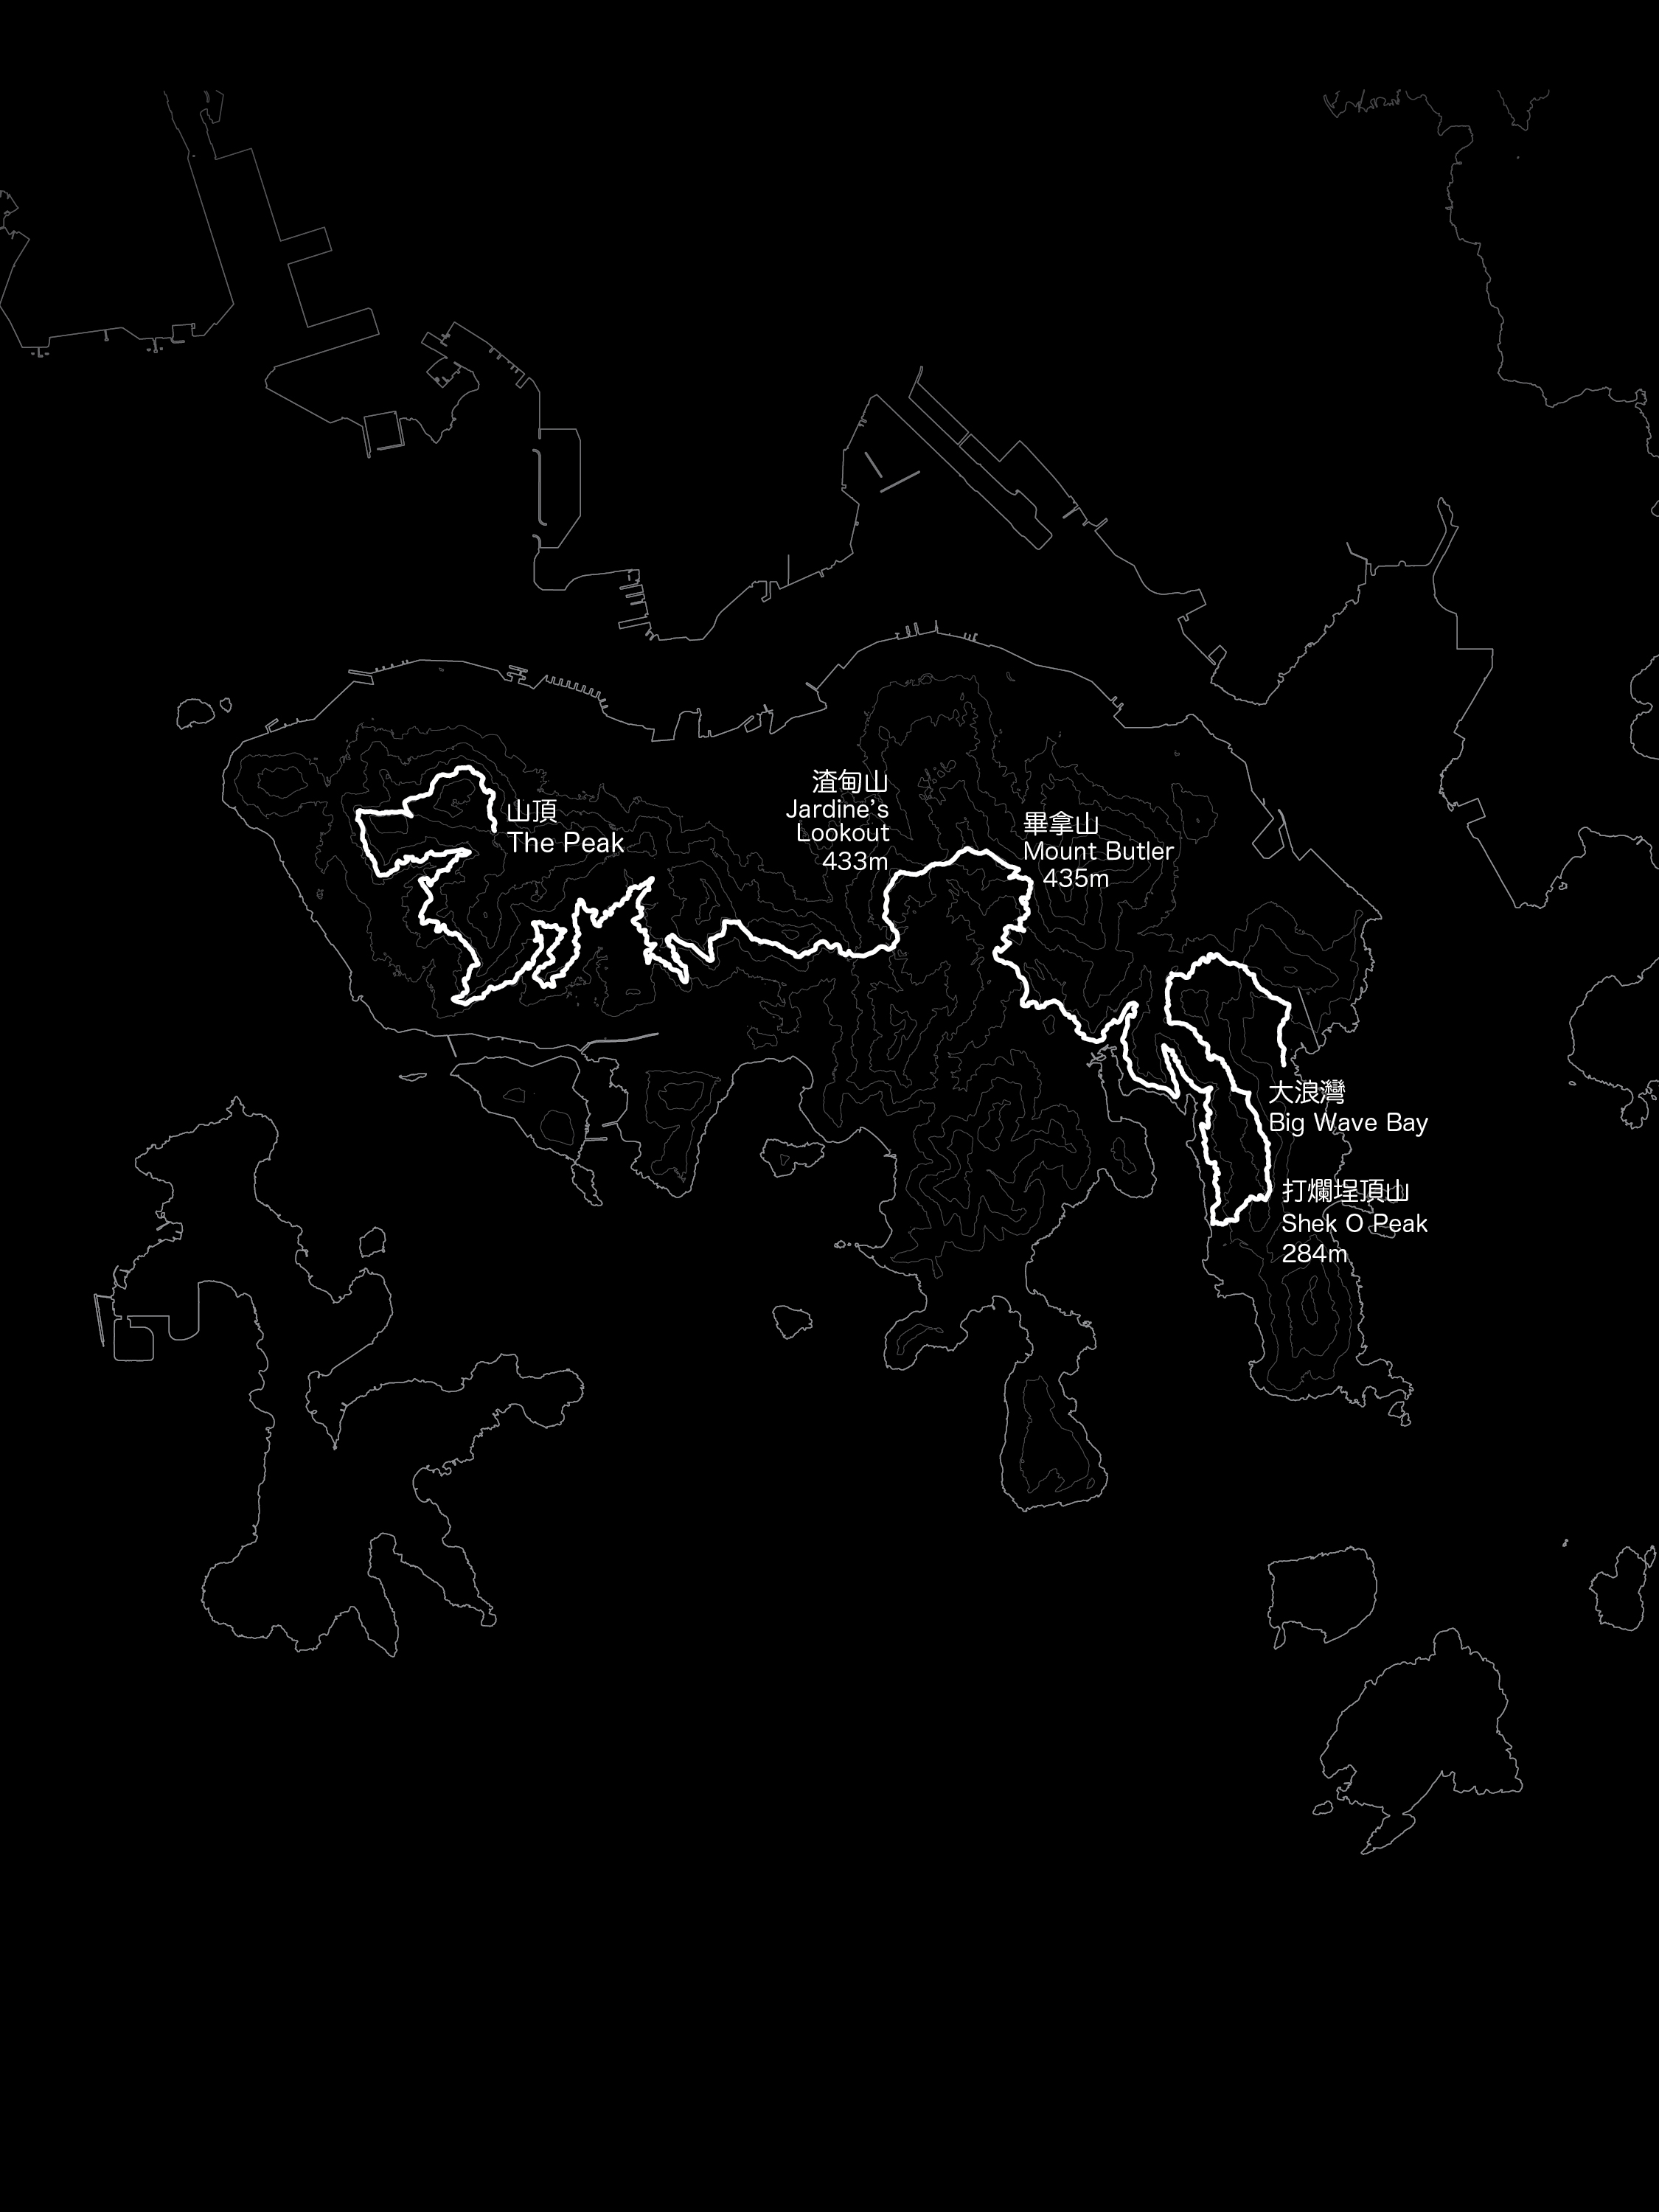 渣甸山
Jardine's
Lookout
433m
山頂
The Peak
畢拿山
Mount Butler
435m
大浪灣
Big Wave Bay
打爛埕頂山
Shek O Peak
284m